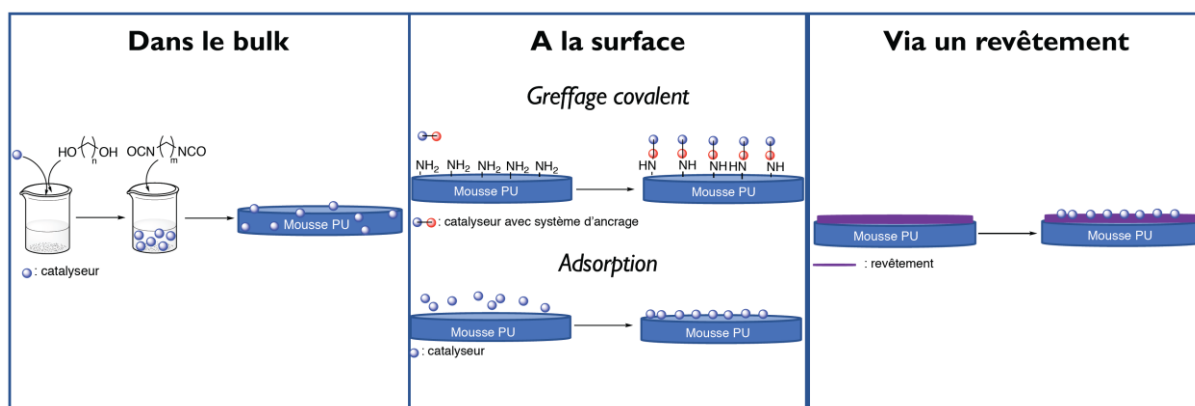 Dans le bulk
HO OH OCN NCO
n m
Mousse PU
: catalyseur
A la surface
Greffage covalent
NH2 NH2 NH2 NH2 NH2
Mousse PU
HN NH NH HN NH
Mousse PU
: catalyseur avec système d'ancrage
Adsorption
Mousse PU
Mousse PU
: catalyseur
Via un revêtement
Mousse PU
Mousse PU
: revêtement